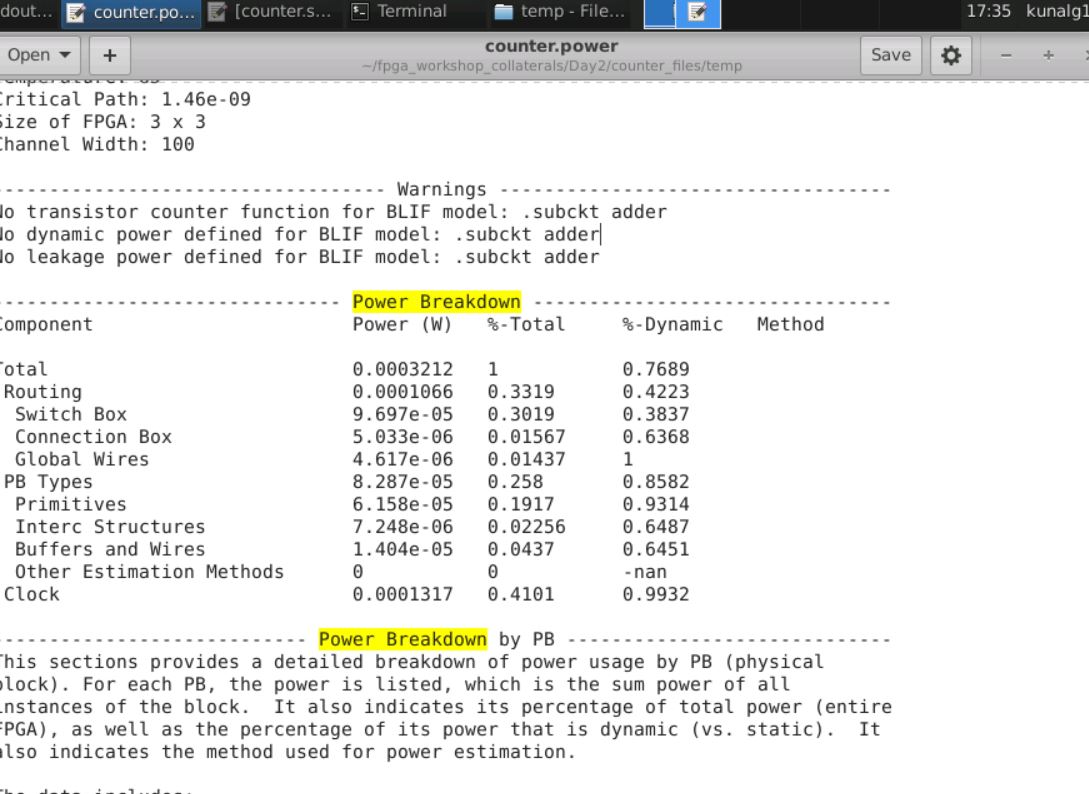 dout... counter.po... [counter.s... Terminal temp - File... 17:35 kunalg1
Open + counter.power Save
~/fpga_workshop_collaterals/Day2/counter_files/temp
Critical Path: 1.46e-09
Size of FPGA: 3 x 3
Channel Width: 100
---------------------------------- Warnings -----------------------------------
No transistor counter function for BLIF model: .subckt adder
No dynamic power defined for BLIF model: .subckt adder
No leakage power defined for BLIF model: .subckt adder
------------------------------ Power Breakdown --------------------------------
Component Power (W) %-Total %-Dynamic Method
Total 0.0003212 1 0.7689
Routing 0.0001066 0.3319 0.4223
Switch Box 9.697e-05 0.3019 0.3837
Connection Box 5.033e-06 0.01567 0.6368
Global Wires 4.617e-06 0.01437 1
PB Types 8.287e-05 0.258 0.8582
Primitives 6.158e-05 0.1917 0.9314
Interc Structures 7.248e-06 0.02256 0.6487
Buffers and Wires 1.404e-05 0.0437 0.6451
Other Estimation Methods 0 0 -nan
Clock 0.0001317 0.4101 0.9932
--------------------------- Power Breakdown by PB -----------------------------
This sections provides a detailed breakdown of power usage by PB (physical
block). For each PB, the power is listed, which is the sum power of all
instances of the block. It also indicates its percentage of total power (entire
FPGA), as well as the percentage of its power that is dynamic (vs. static). It
also indicates the method used for power estimation.